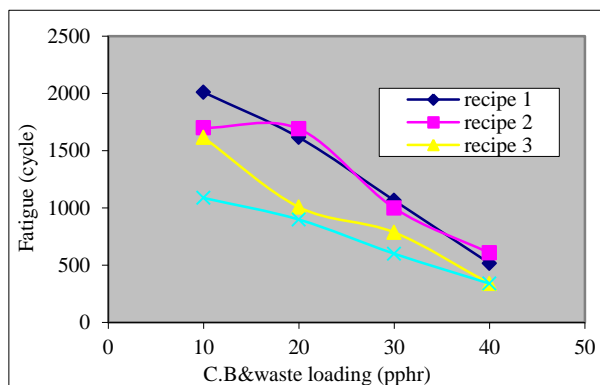 2500
2000
1500
1000
500
0
Fatigue (cycle)
recipe 1
recipe 2
recipe 3
0 10 20 30 40 50
C.B&waste loading (pphr)